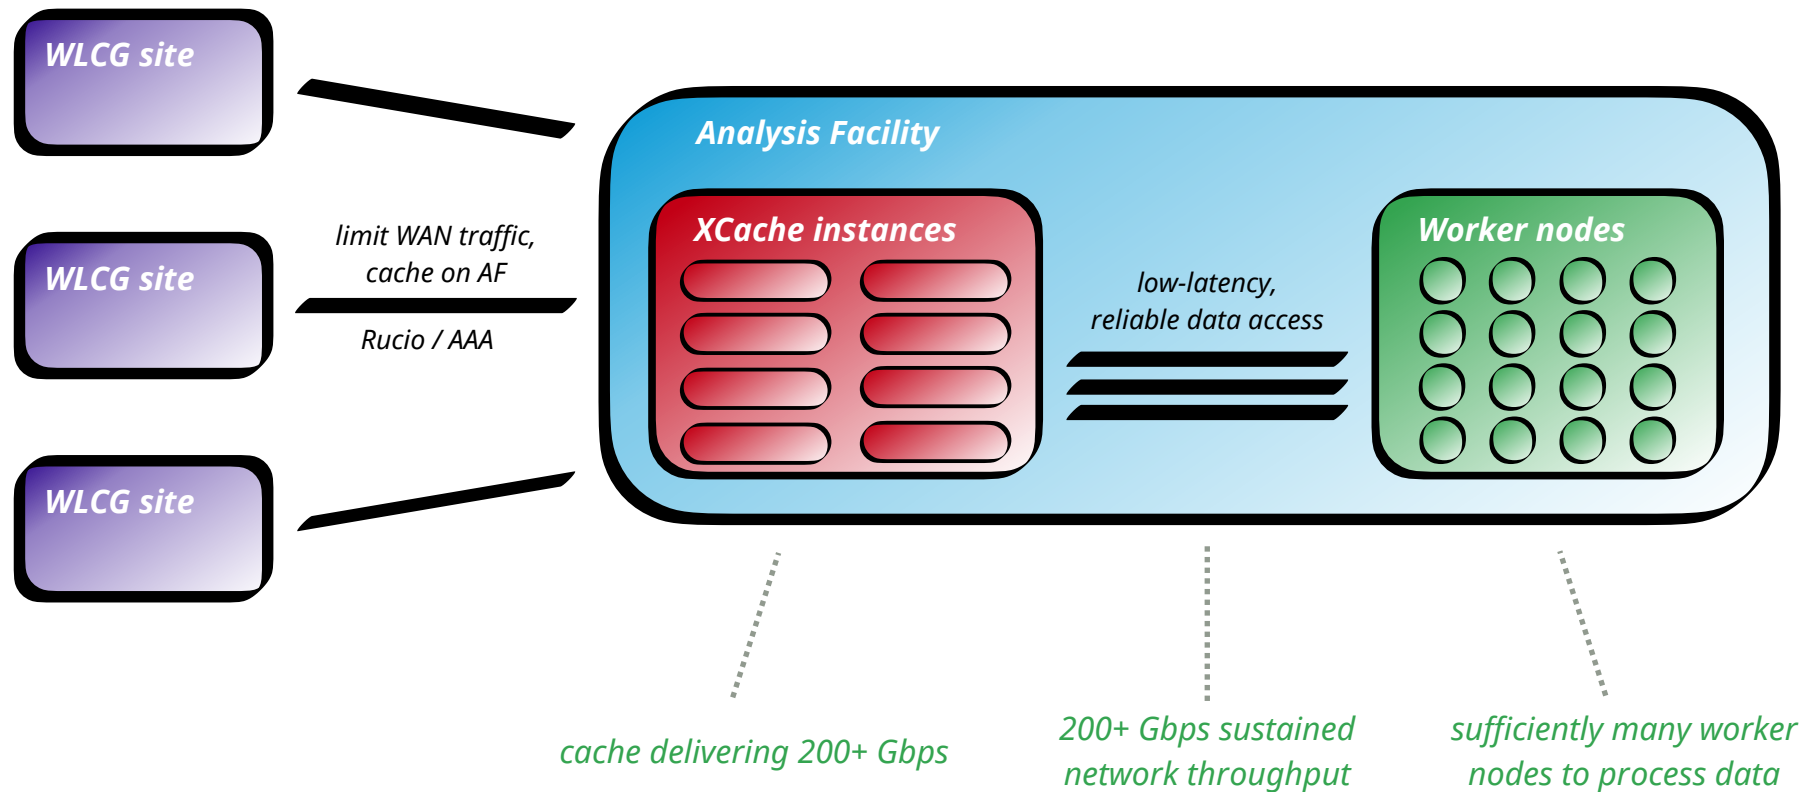 WLCG site
WLCG site
WLCG site
limit WAN traffic,
cache on AF
Rucio / AAA
Analysis Facility
XCache instances
low-latency,
reliable data access
Worker nodes
cache delivering 200+ Gbps
200+ Gbps sustained
network throughput
sufficiently many worker
nodes to process data